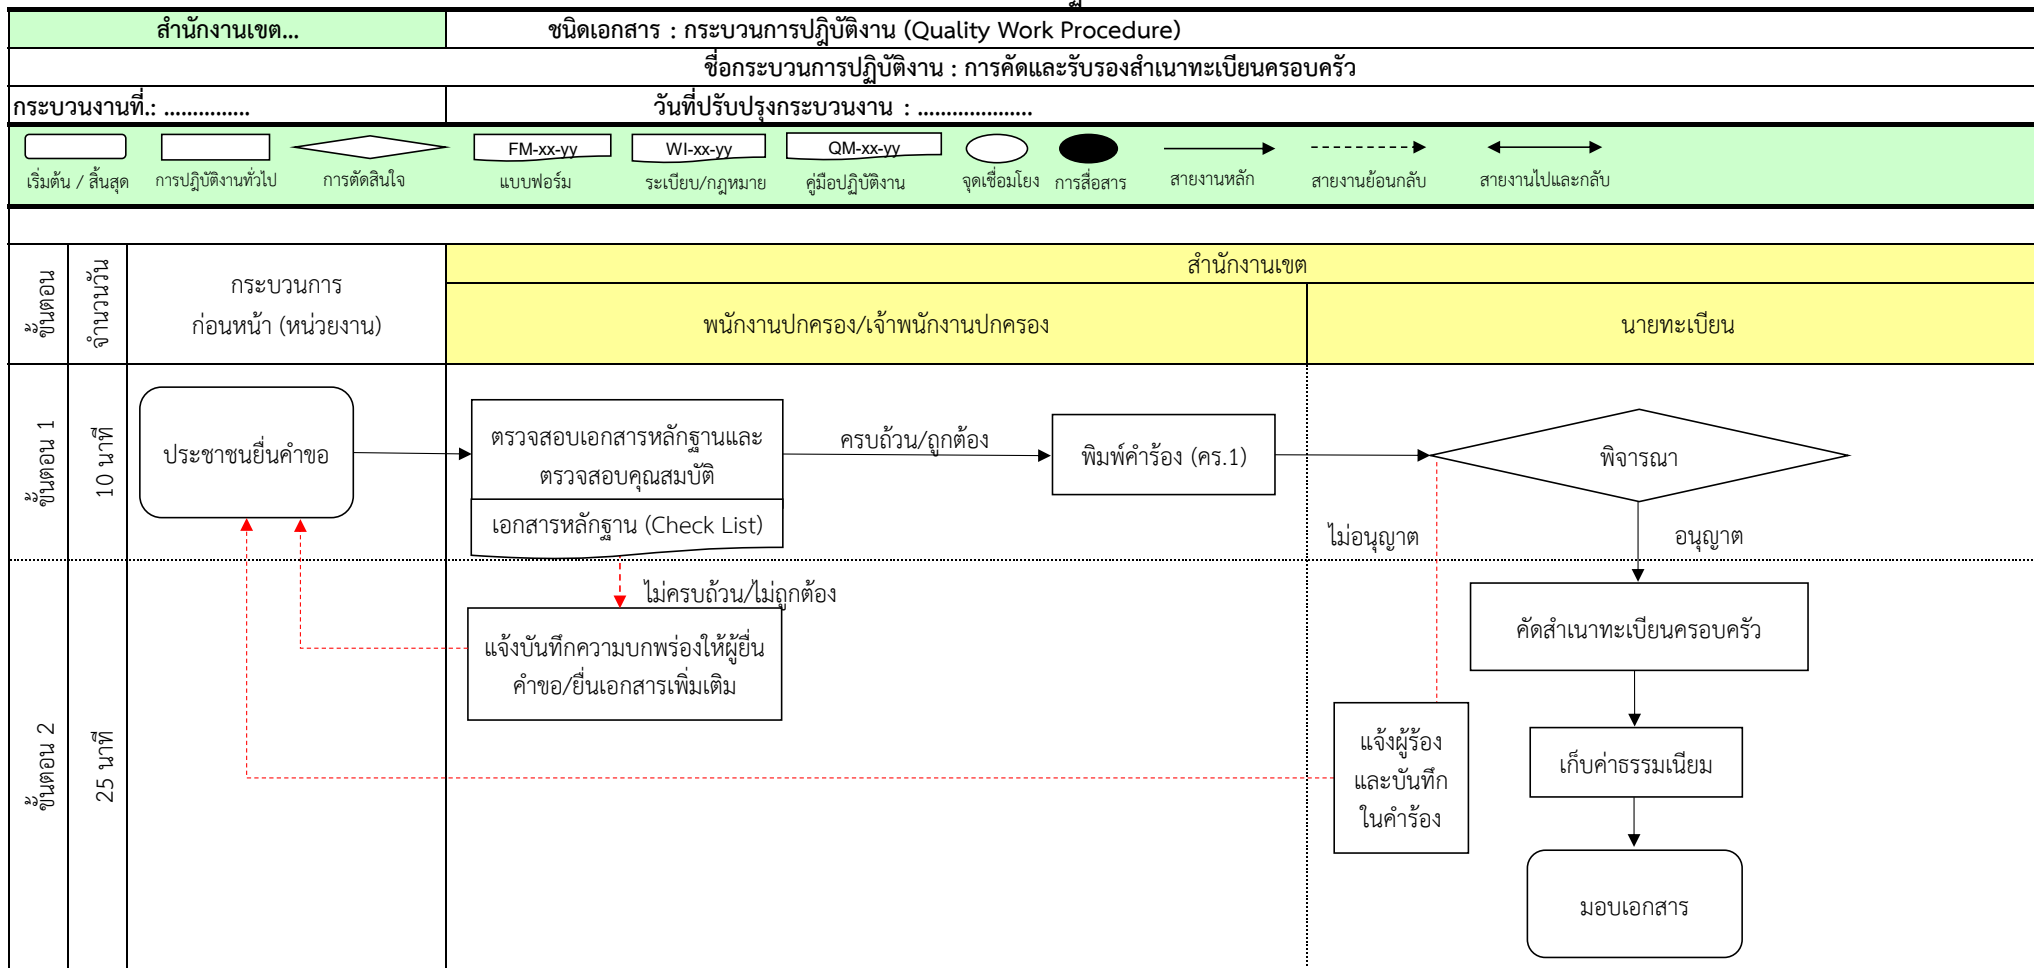 สำนักงานเขต...
ชนิดเอกสาร : กระบวนการปฏิบัติงาน (Quality Work Procedure)
ชื่อกระบวนการปฏิบัติงาน : การคัดและรับรองสำเนาทะเบียนครอบครัว
กระบวนงานที่.: ...............
วันที่ปรับปรุงกระบวนงาน : ....................
FM-xx-yy
WI-xx-yy
QM-xx-yy
เริ่มต้น / สิ้นสุด
การปฏิบัติงานทั่วไป
การตัดสินใจ
แบบฟอร์ม
ระเบียบ/กฎหมาย
คู่มือปฏิบัติงาน
จุดเชื่อมโยง
การสื่อสาร
สายงานหลัก
สายงานย้อนกลับ
สายงานไปและกลับ
ขั้นตอน
จำนวนวัน
กระบวนการ
ก่อนหน้า (หน่วยงาน)
สำนักงานเขต
พนักงานปกครอง/เจ้าพนักงานปกครอง
นายทะเบียน
ขั้นตอน 1
10 นาที
ประชาชนยื่นคำขอ
ตรวจสอบเอกสารหลักฐานและ
ตรวจสอบคุณสมบัติ
เอกสารหลักฐาน (Check List)
ครบถ้วน/ถูกต้อง
พิมพ์คำร้อง (คร.1)
พิจารณา
ไม่อนุญาต
อนุญาต
ขั้นตอน 2
25 นาที
ไม่ครบถ้วน/ไม่ถูกต้อง
แจ้งบันทึกความบกพร่องให้ผู้ยื่น
คำขอ/ยื่นเอกสารเพิ่มเติม
คัดสำเนาทะเบียนครอบครัว
แจ้งผู้ร้อง
และบันทึก
ในคำร้อง
เก็บค่าธรรมเนียม
มอบเอกสาร